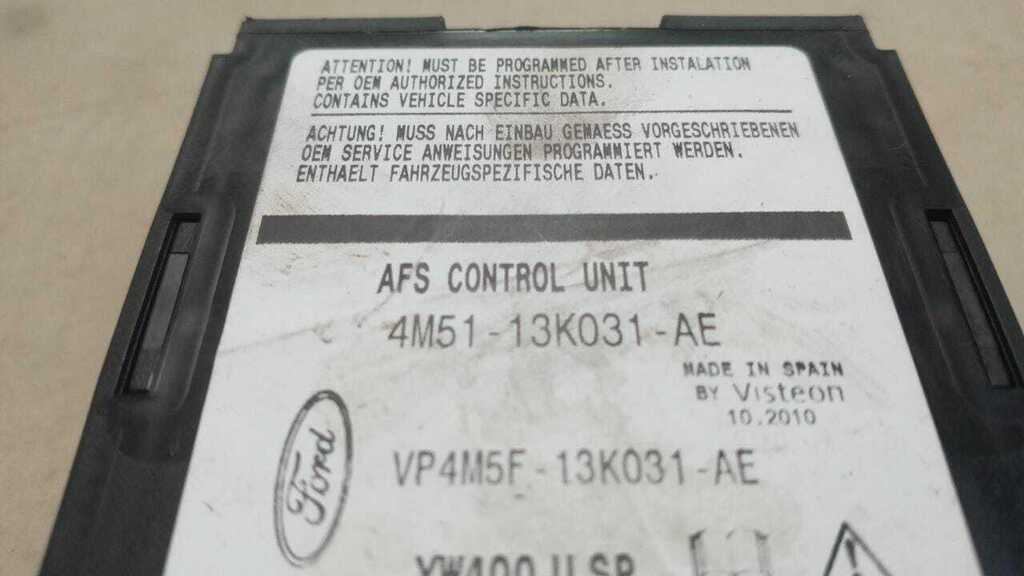 ATTENTION! MUST BE PROGRAMMED AFTER INSTALATION
PER OEM AUTHORIZED INSTRUCTIONS.
CONTAINS VEHICLE SPECIFIC DATA.
ACHTUNG! MUSS NACH EINBAU GEMAESS VORGESCHRIEBENEN
OEM SERVICE ANWEISUNGEN PROGRAMMIERT WERDEN.
ENTHAELT FAHRZEUGSPEZIFISCHE DATEN.
AFS CONTROL UNIT
4M51-13K031-AE
MADE IN SPAIN
BY Visteon
10.2010
Ford
VP4M5F-13K031-AE